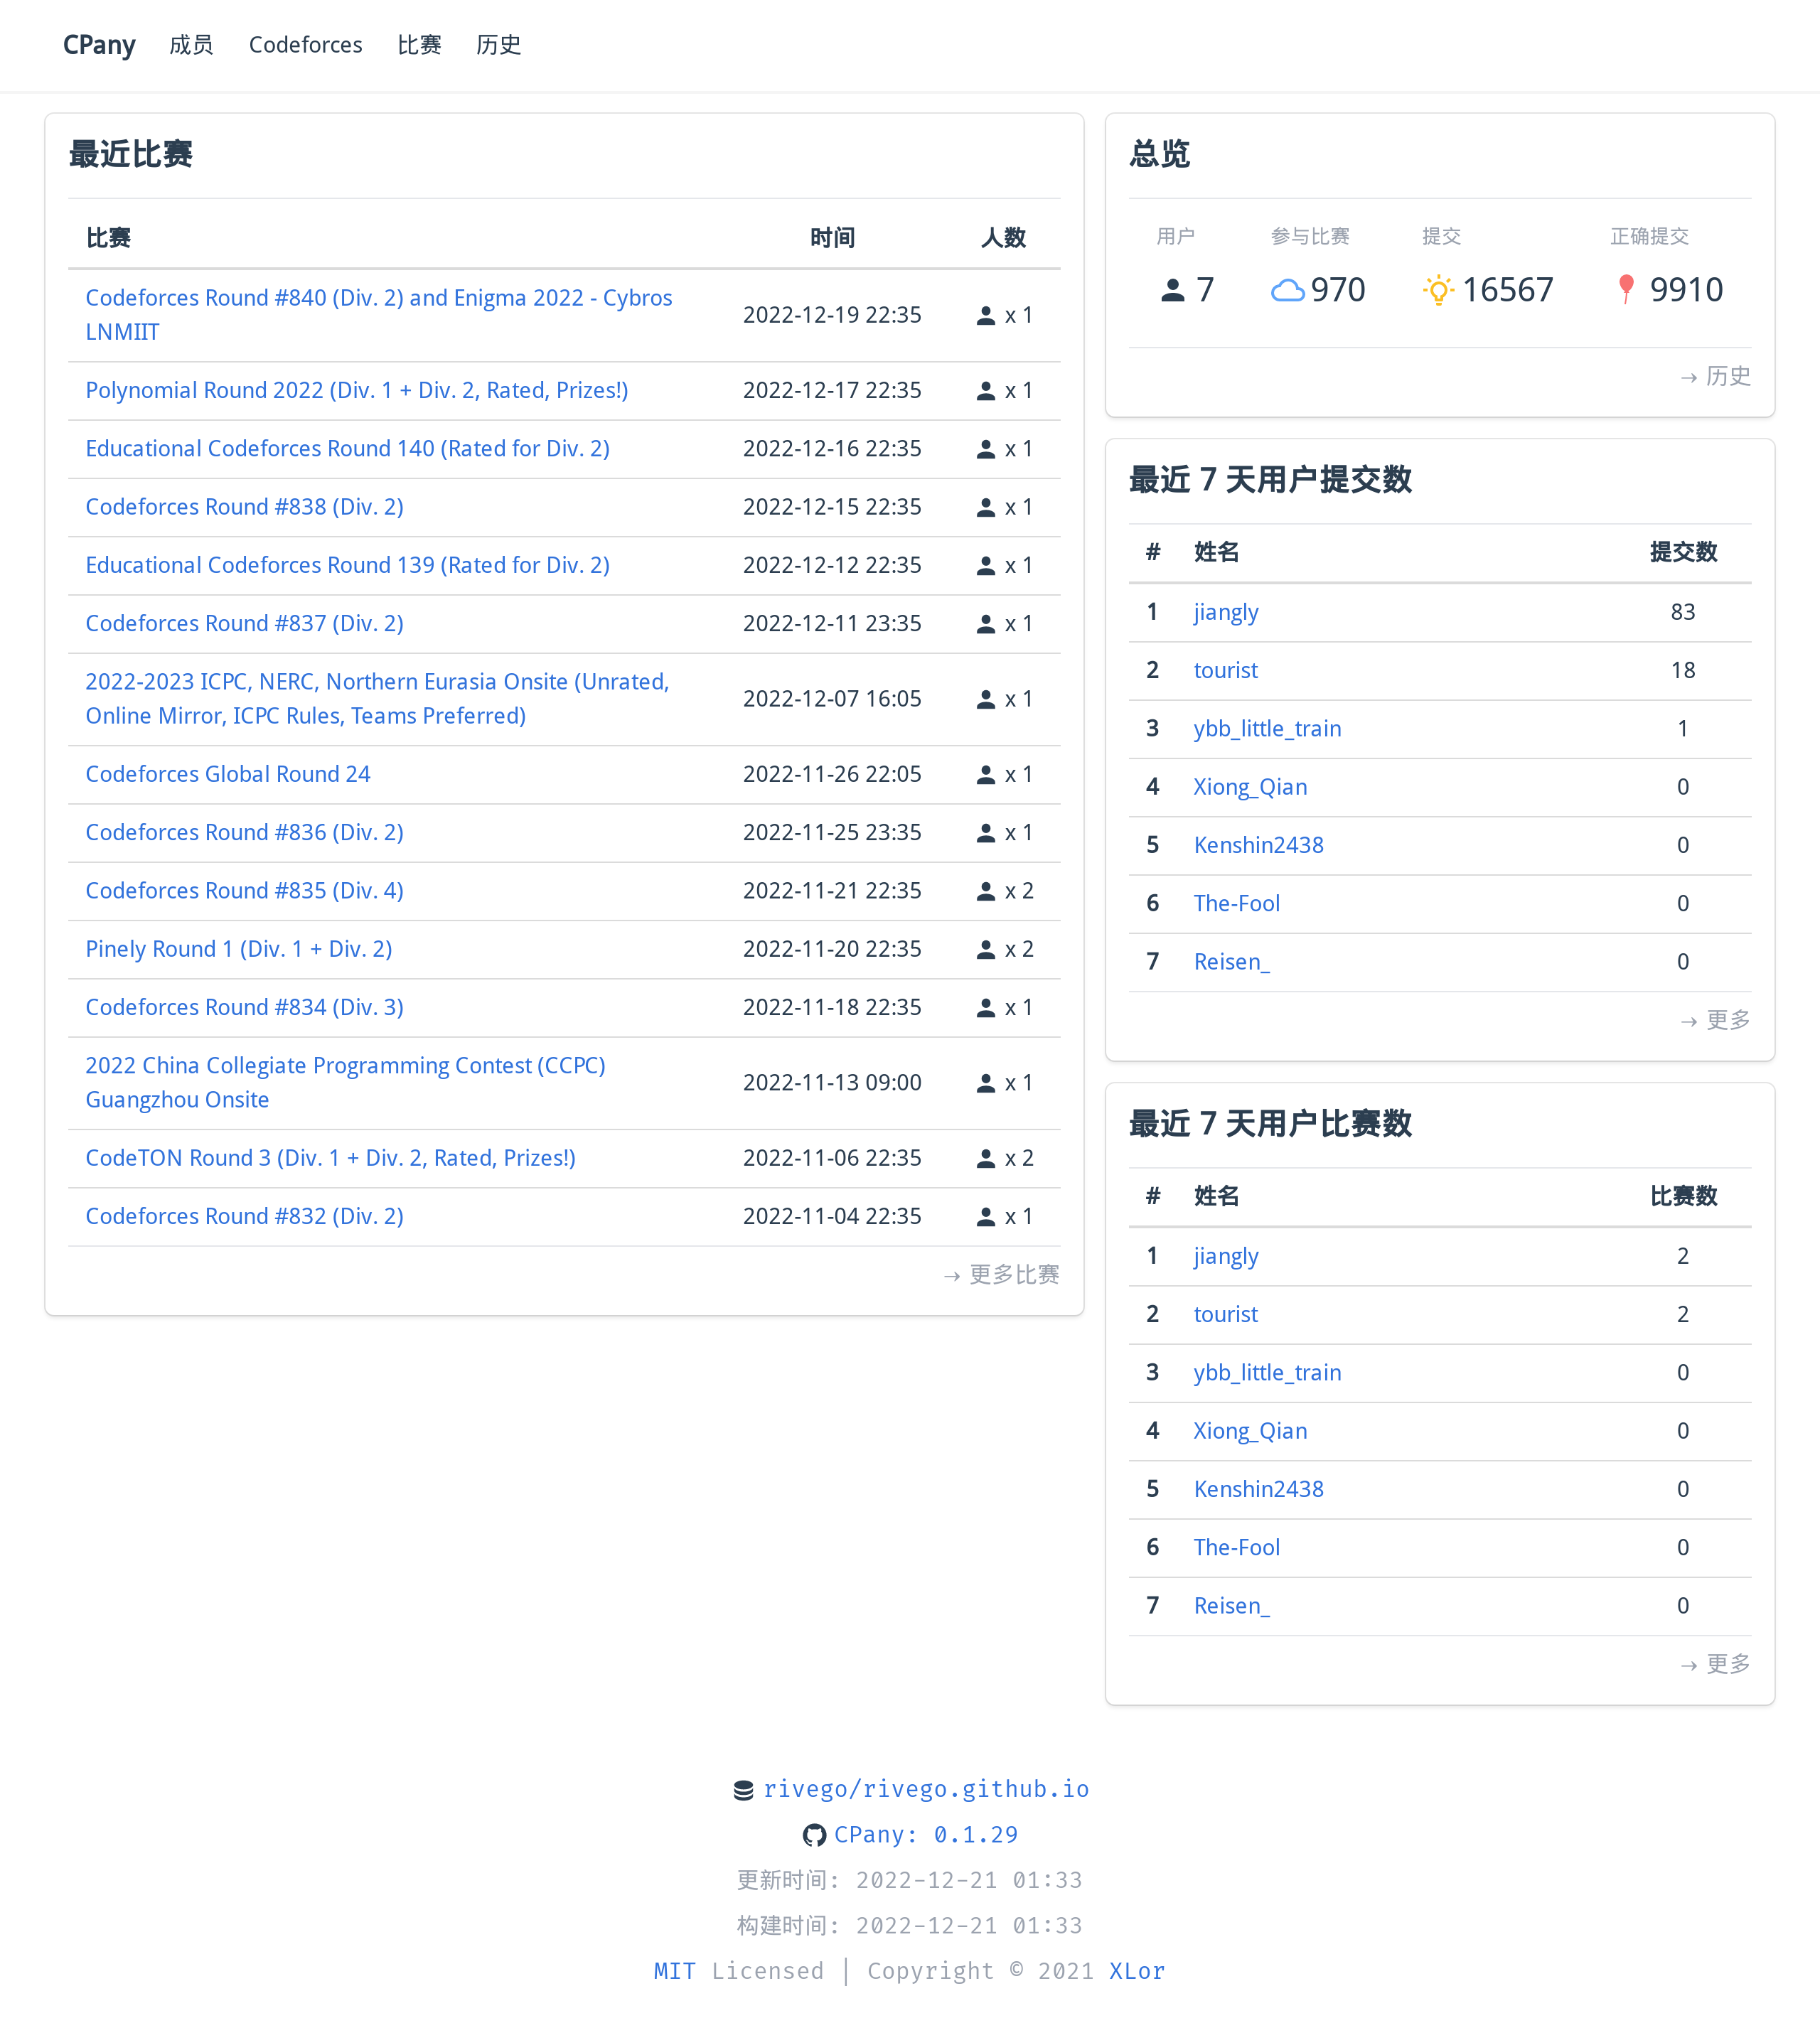 CPany 成员 Codeforces 比赛 历史
最近比赛
比赛 时间 人数
Codeforces Round #840 (Div. 2) and Enigma 2022 - Cybros
LNMIIT 2022-12-19 22:35 x 1
Polynomial Round 2022 (Div. 1 + Div. 2, Rated, Prizes!) 2022-12-17 22:35 x 1
Educational Codeforces Round 140 (Rated for Div. 2) 2022-12-16 22:35 x 1
Codeforces Round #838 (Div. 2) 2022-12-15 22:35 x 1
Educational Codeforces Round 139 (Rated for Div. 2) 2022-12-12 22:35 x 1
Codeforces Round #837 (Div. 2) 2022-12-11 23:35 x 1
2022-2023 ICPC, NERC, Northern Eurasia Onsite (Unrated,
Online Mirror, ICPC Rules, Teams Preferred) 2022-12-07 16:05 x 1
Codeforces Global Round 24 2022-11-26 22:05 x 1
Codeforces Round #836 (Div. 2) 2022-11-25 23:35 x 1
Codeforces Round #835 (Div. 4) 2022-11-21 22:35 x 2
Pinely Round 1 (Div. 1 + Div. 2) 2022-11-20 22:35 x 2
Codeforces Round #834 (Div. 3) 2022-11-18 22:35 x 1
2022 China Collegiate Programming Contest (CCPC)
Guangzhou Onsite 2022-11-13 09:00 x 1
CodeTON Round 3 (Div. 1 + Div. 2, Rated, Prizes!) 2022-11-06 22:35 x 2
Codeforces Round #832 (Div. 2) 2022-11-04 22:35 x 1
→ 更多比赛
总览
用户 参与比赛 提交 正确提交
7 970 16567 9910
→ 历史
最近 7 天用户提交数
# 姓名 提交数
1 jiangly 83
2 tourist 18
3 ybb_little_train 1
4 Xiong_Qian 0
5 Kenshin2438 0
6 The-Fool 0
7 Reisen_ 0
→ 更多
最近 7 天用户比赛数
# 姓名 比赛数
1 jiangly 2
2 tourist 2
3 ybb_little_train 0
4 Xiong_Qian 0
5 Kenshin2438 0
6 The-Fool 0
7 Reisen_ 0
→ 更多
rivego/rivego.github.io
CPany: 0.1.29
更新时间: 2022-12-21 01:33
构建时间: 2022-12-21 01:33
MIT Licensed | Copyright © 2021 XLor